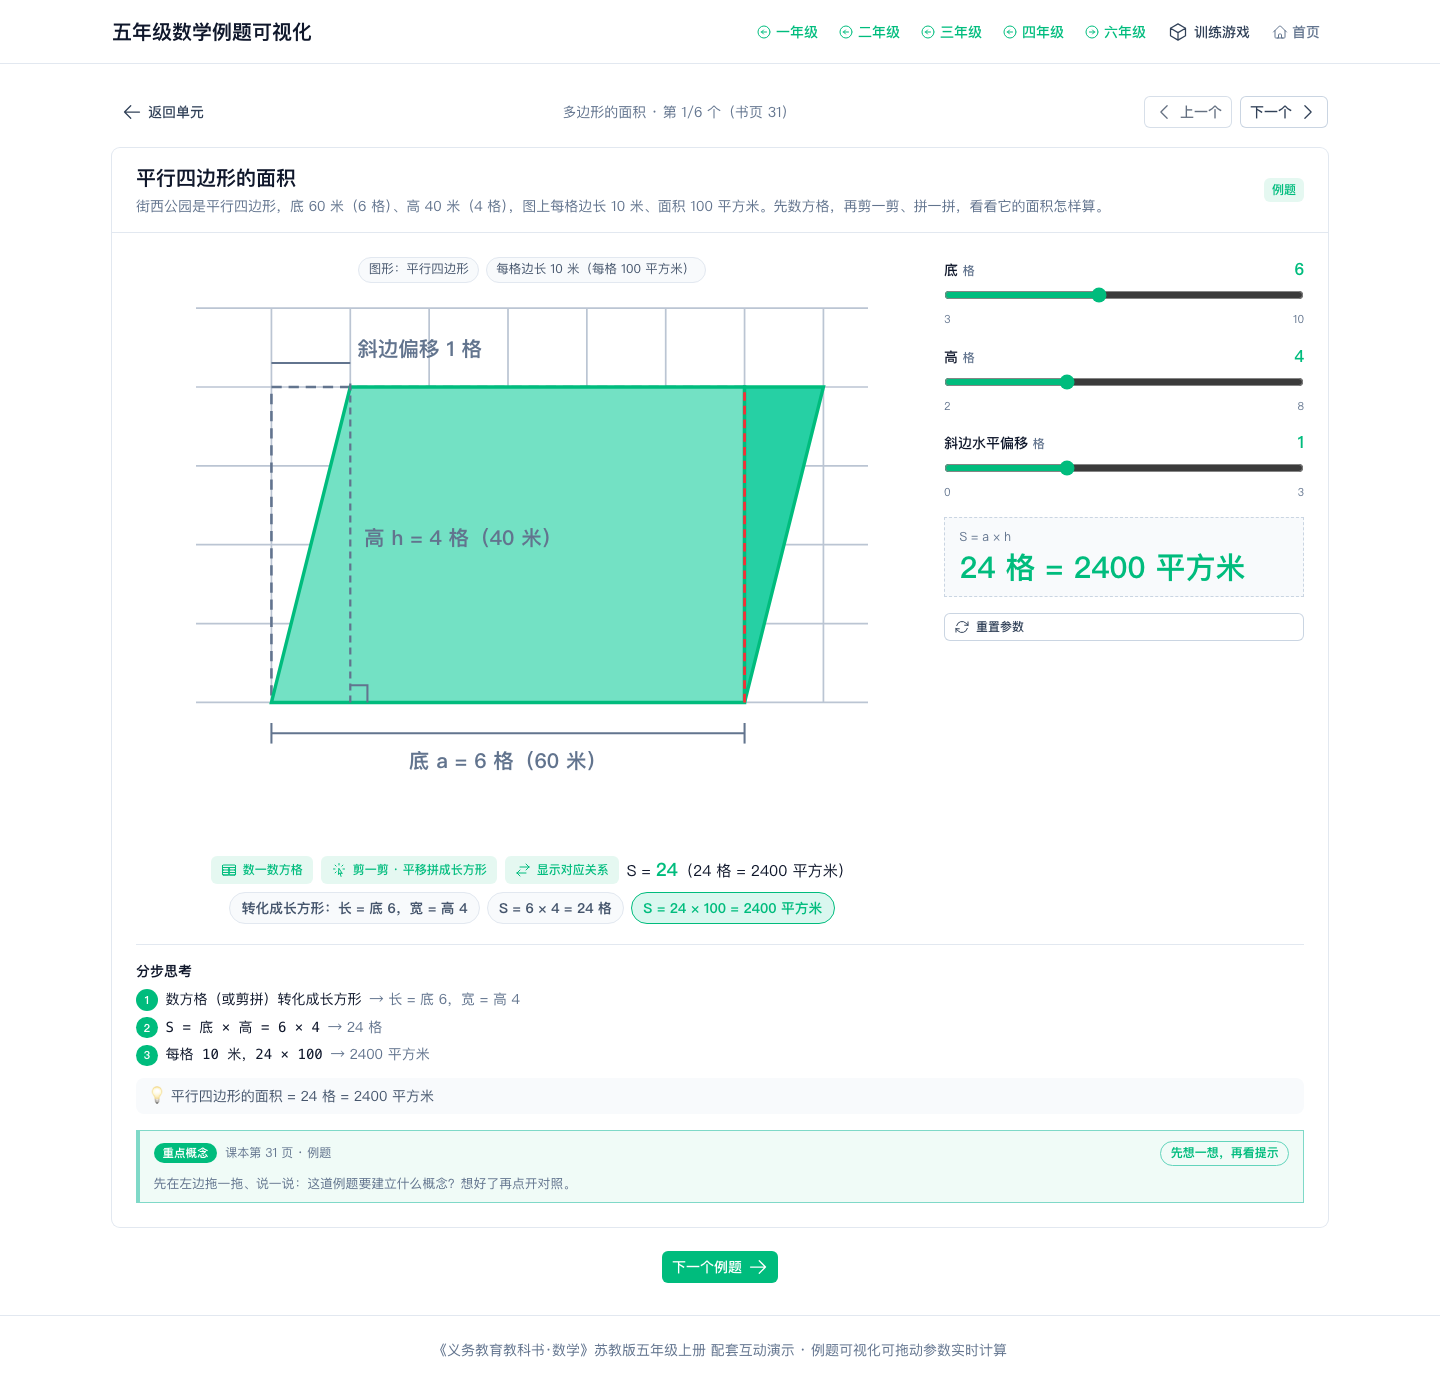 五年级数学例题可视化
一年级 二年级 三年级 四年级 六年级 训练游戏 首页
返回单元 多边形的面积 · 第 1/6 个（书页 31） 上一个 下一个
平行四边形的面积
街西公园是平行四边形，底 60 米（6 格）、高 40 米（4 格），图上每格边长 10 米、面积 100 平方米。先数方格，再剪一剪、拼一拼，看看它的面积怎样算。
例题
图形：平行四边形 每格边长 10 米（每格 100 平方米）
斜边偏移 1 格
高 h = 4 格（40 米）
底 a = 6 格（60 米）
底 格 6
3 10
高 格 4
2 8
斜边水平偏移 格 1
0 3
S = a × h
24 格 = 2400 平方米
重置参数
数一数方格 剪一剪 · 平移拼成长方形 显示对应关系 S = 24（24 格 = 2400 平方米）
转化成长方形：长 = 底 6，宽 = 高 4 S = 6 × 4 = 24 格 S = 24 × 100 = 2400 平方米
分步思考
1 数方格（或剪拼）转化成长方形 → 长 = 底 6，宽 = 高 4
2 S = 底 × 高 = 6 × 4 → 24 格
3 每格 10 米，24 × 100 → 2400 平方米
平行四边形的面积 = 24 格 = 2400 平方米
重点概念 课本第 31 页 · 例题 先想一想，再看提示
先在左边拖一拖、说一说：这道例题要建立什么概念？想好了再点开对照。
下一个例题
《义务教育教科书·数学》苏教版五年级上册 配套互动演示 · 例题可视化可拖动参数实时计算